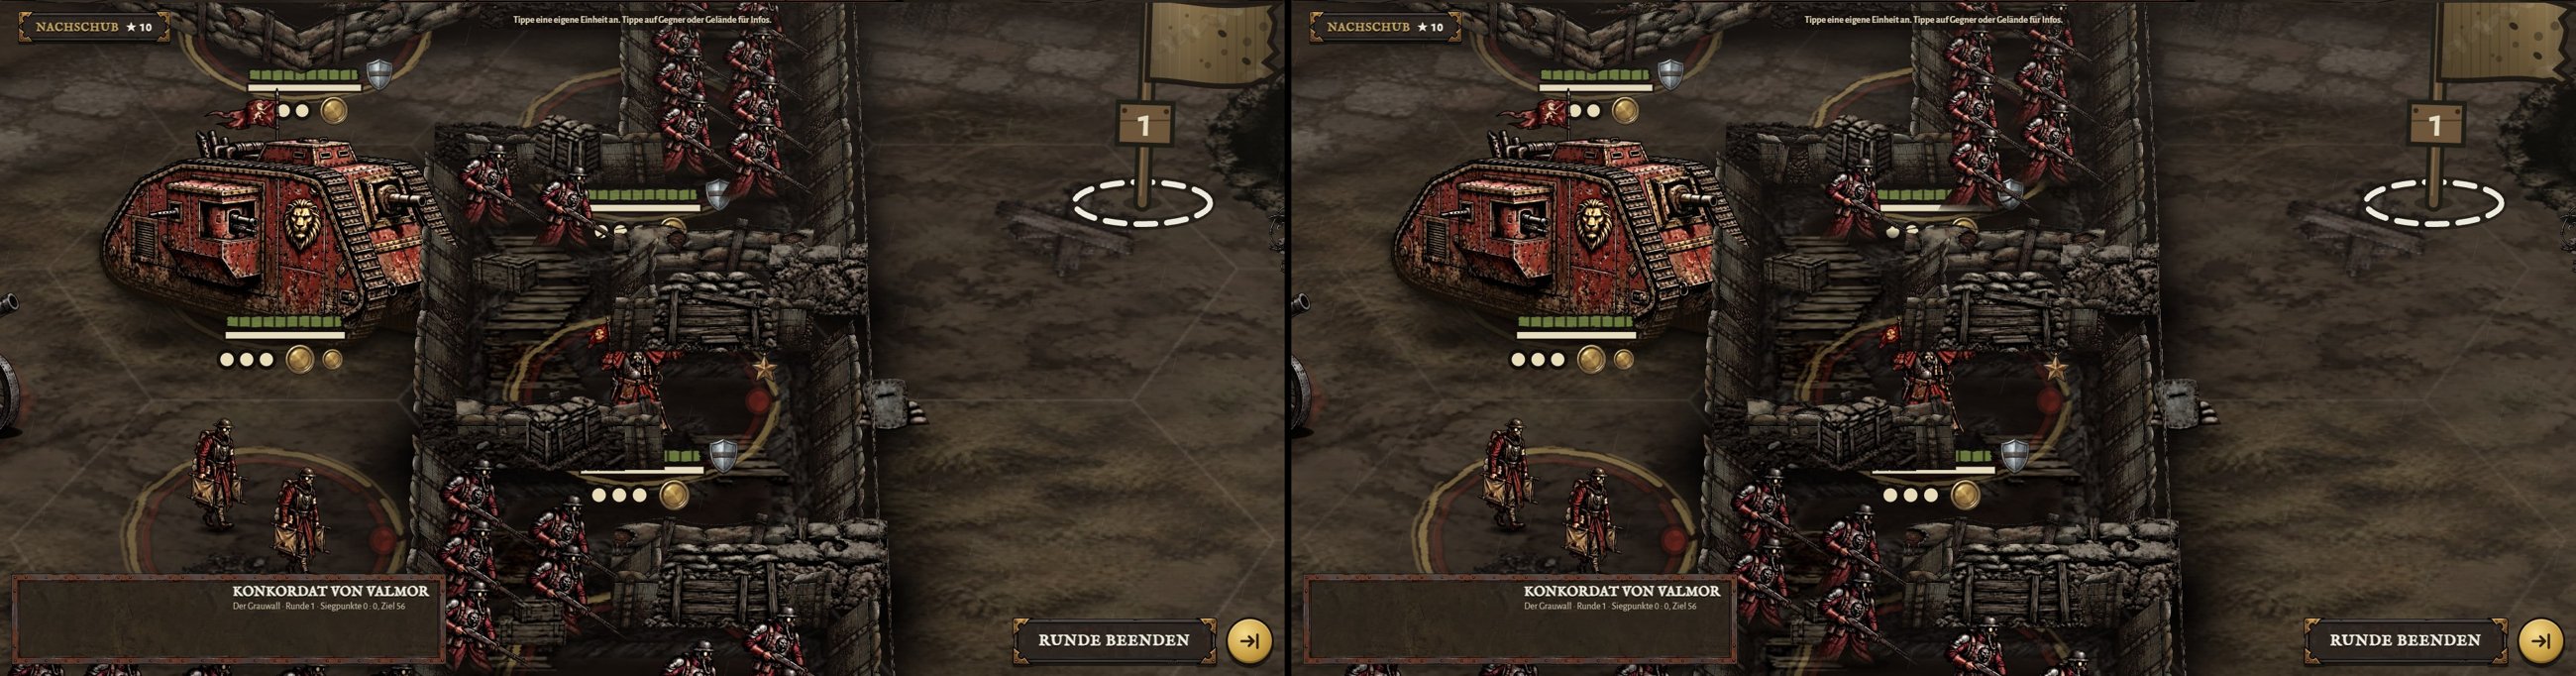 NACHSCHUB ★ 10
Tippe eine eigene Einheit an. Tippe auf Gegner oder Gelände für Infos.
1
KONKORDAT VON VALMOR
Der Grauwall · Runde 1 · Siegpunkte 0 : 0, Ziel 56
RUNDE BEENDEN
NACHSCHUB ★ 10
Tippe eine eigene Einheit an. Tippe auf Gegner oder Gelände für Infos.
1
KONKORDAT VON VALMOR
Der Grauwall · Runde 1 · Siegpunkte 0 : 0, Ziel 56
RUNDE BEENDEN